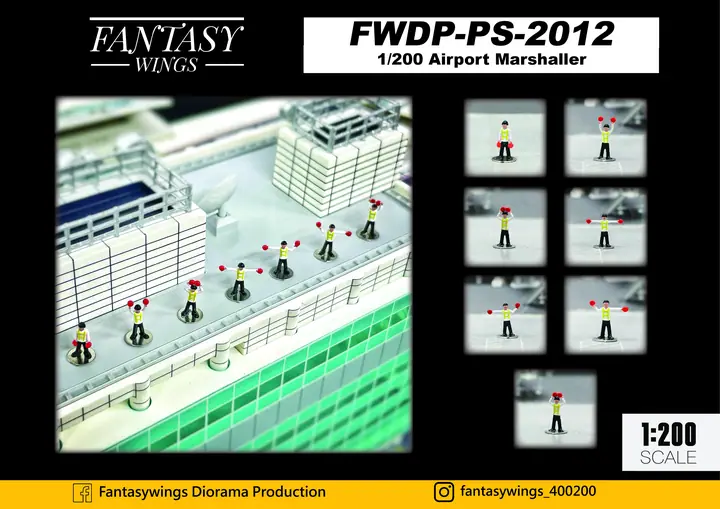 FANTASY
WINGS
FWDP-PS-2012
1/200 Airport Marshaller
1:200
SCALE
Fantasywings Diorama Production
fantasywings_400200